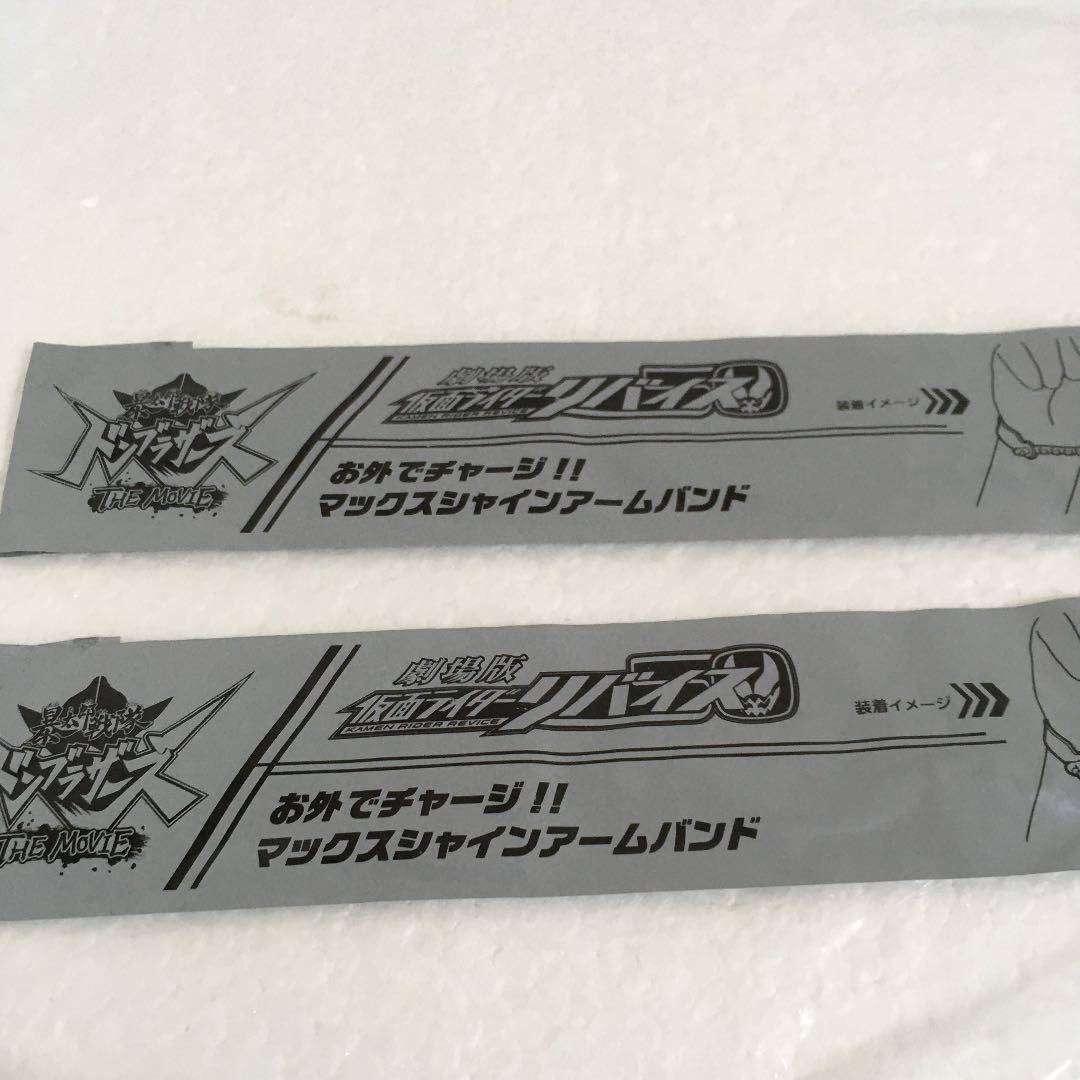 暴太郎戦隊
ドンブラザーズ
THE MOVIE
劇場版
仮面ライダーリバイス
KAMEN RIDER REVICE
装着イメージ
お外でチャージ!!
マックスシャインアームバンド
暴太郎戦隊
ドンブラザーズ
THE MOVIE
劇場版
仮面ライダーリバイス
KAMEN RIDER REVICE
装着イメージ
お外でチャージ!!
マックスシャインアームバンド